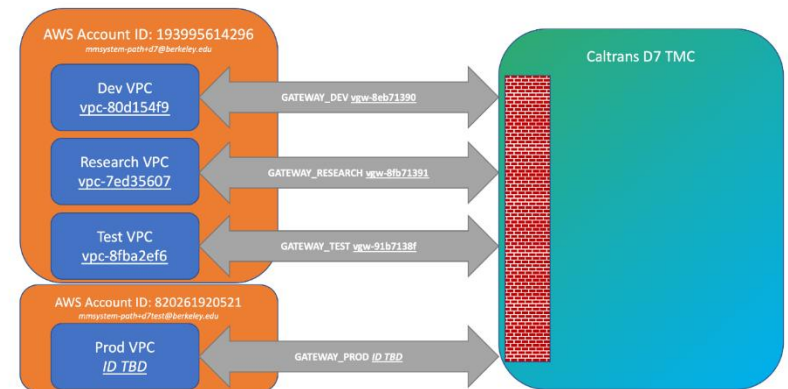 AWS Account ID: 193995614296
mmsystem-path+d7@berkeley.edu
Dev VPC
vpc-80d154f9
GATEWAY_DEV vgw-8eb71390
Research VPC
vpc-7ed35607
GATEWAY_RESEARCH vgw-8fb71391
Test VPC
vpc-8fba2ef6
GATEWAY_TEST vgw-91b7138f
AWS Account ID: 820261920521
mmsystem-path+d7test@berkeley.edu
Prod VPC
ID TBD
GATEWAY_PROD ID TBD
Caltrans D7 TMC